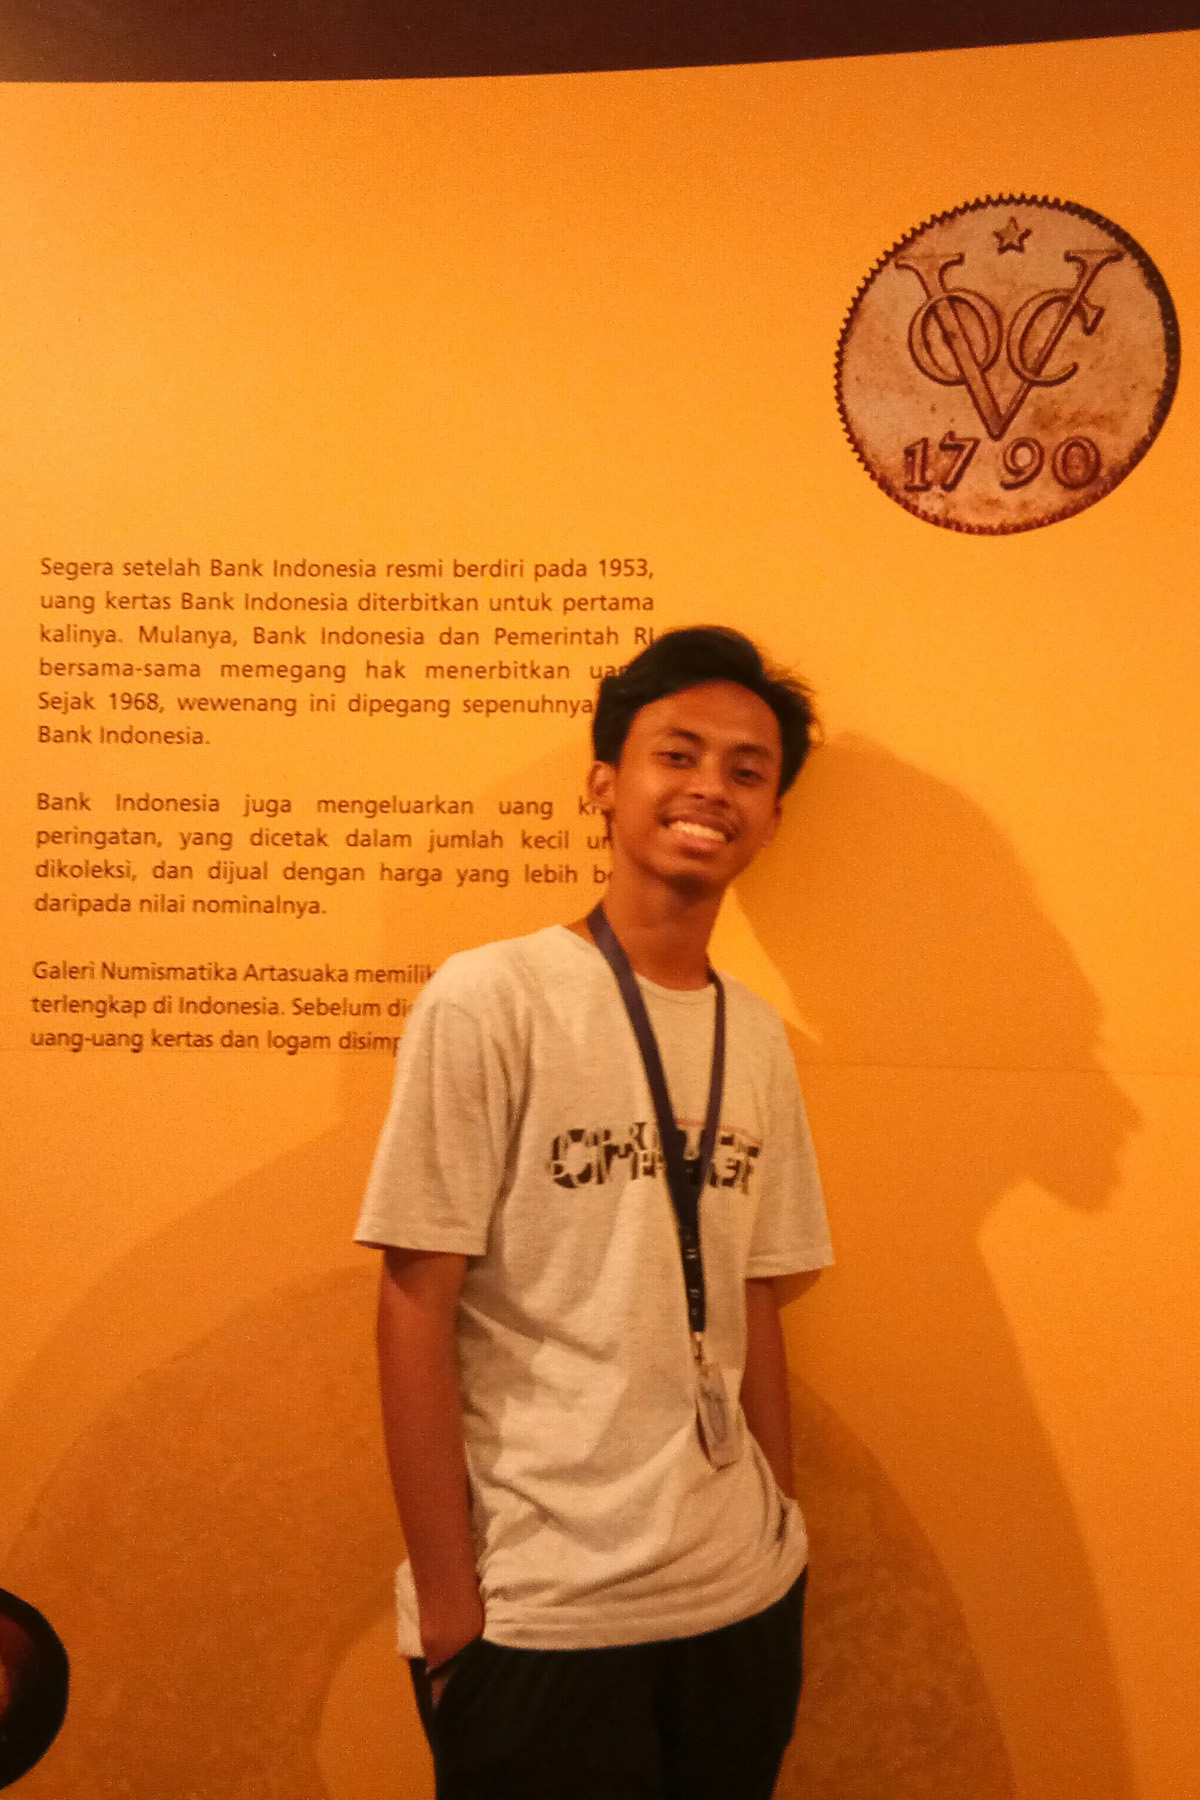 VOC
1790
Segera setelah Bank Indonesia resmi berdiri pada 1953,
uang kertas Bank Indonesia diterbitkan untuk pertama
kalinya. Mulanya, Bank Indonesia dan Pemerintah RI
bersama-sama memegang hak menerbitkan
Sejak 1968, wewenang ini dipegang sepenuhnya
Bank Indonesia.
Bank Indonesia juga mengeluarkan uang
peringatan, yang dicetak dalam jumlah kecil
dikoleksi, dan dijual dengan harga yang lebih
daripada nilai nominalnya.
Galeri Numismatika Artasuaka
terlengkap di Indonesia. Sebelum
uang-uang kertas dan logam